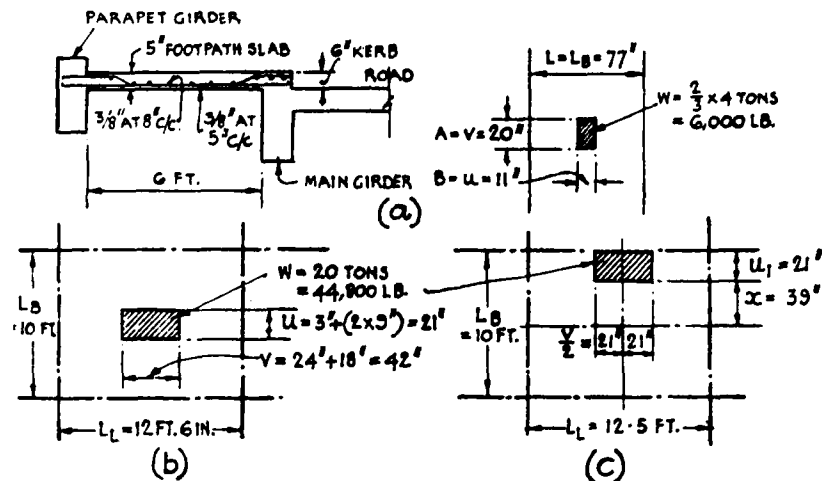 PARAPET GIRDER
5" FOOTPATH SLAB
6" KERB
ROAD
3/8" AT 8" C/C
3/8" AT
5" C/C
6 FT.
MAIN GIRDER
(a)
L = LB = 77"
W = 2/3 × 4 TONS
= 6,000 LB.
A = V = 20"
B = U = 11"
LB
= 10 FT
W = 20 TONS
= 44,800 LB.
U = 3" + (2×9") = 21"
V = 24" + 18" = 42"
LL = 12 FT. 6 IN.
(b)
LB
= 10 FT.
U1 = 21"
x = 39"
V/2
21" 21"
LL = 12·5 FT.
(c)